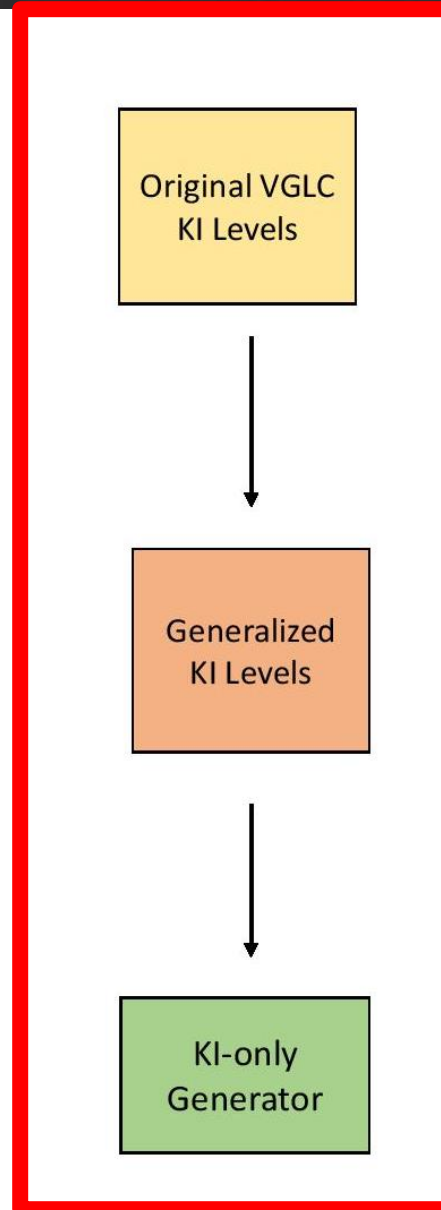 Original VGLC
KI Levels
Generalized
KI Levels
KI-only
Generator